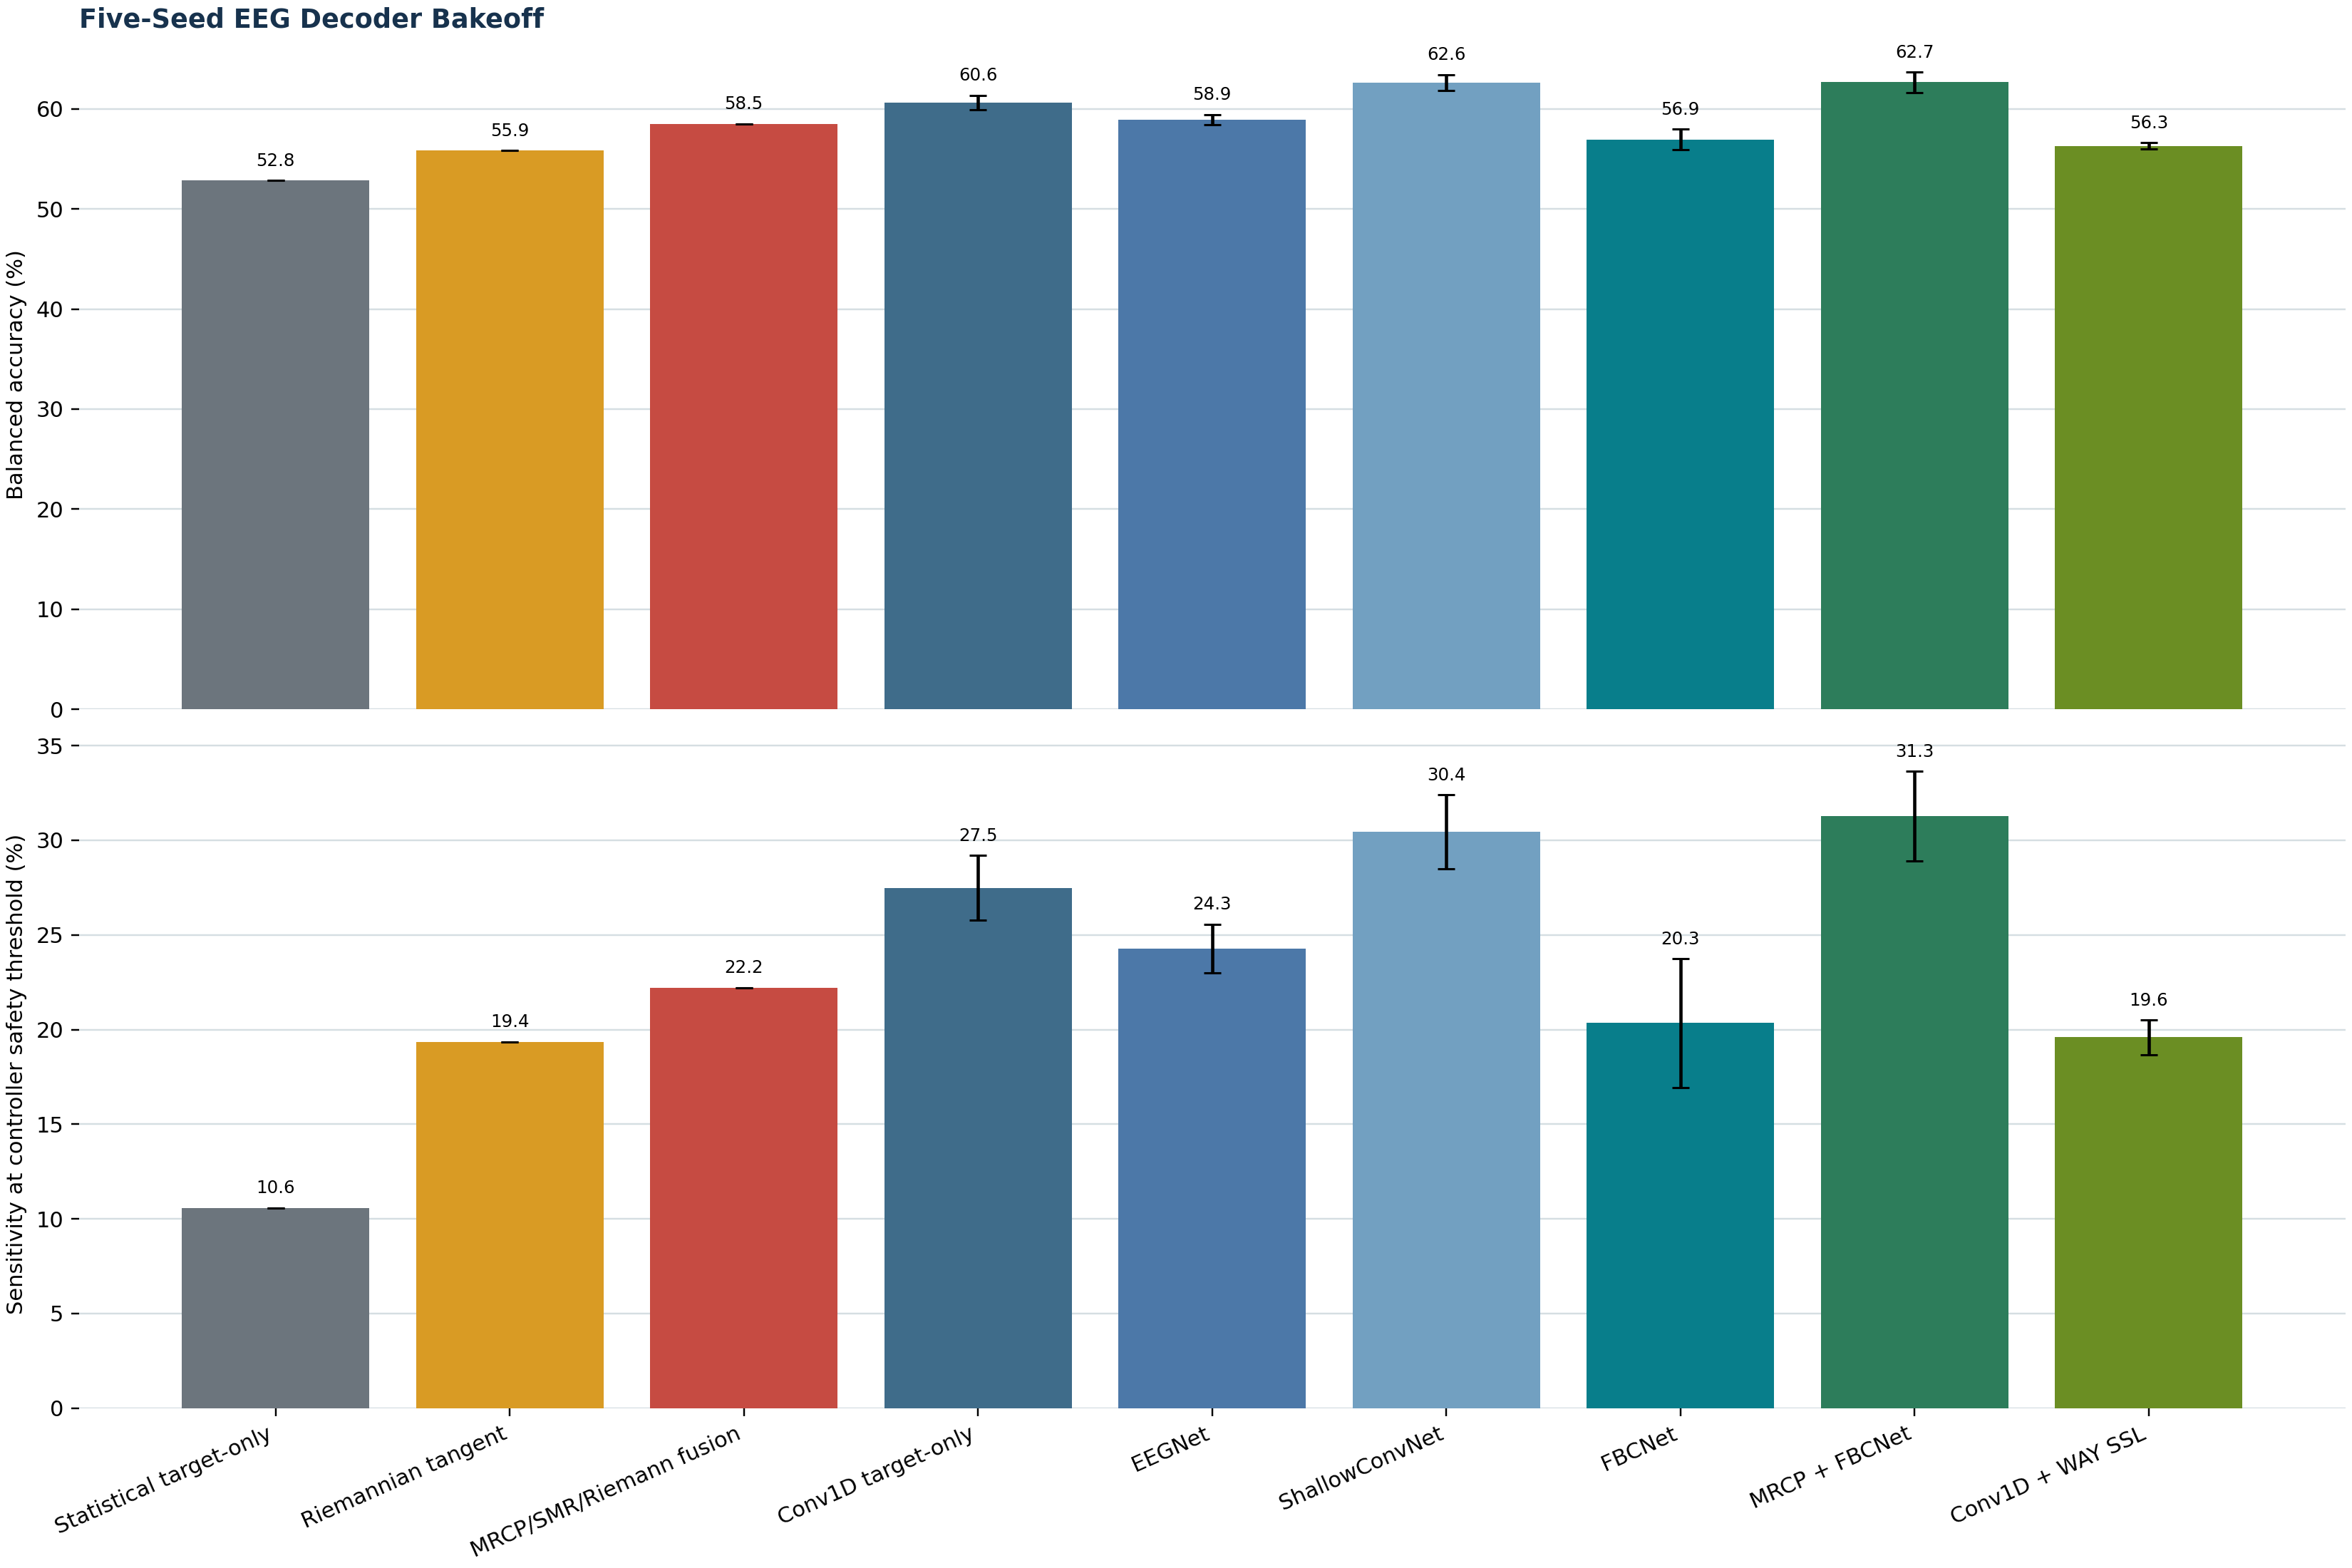 Five-Seed EEG Decoder Bakeoff
Balanced accuracy (%)
60
50
40
30
20
10
0
52.8
55.9
58.5
60.6
58.9
62.6
56.9
62.7
56.3
Sensitivity at controller safety threshold (%)
35
30
25
20
15
10
5
0
10.6
19.4
22.2
27.5
24.3
30.4
20.3
31.3
19.6
Statistical target-only
Riemannian tangent
MRCP/SMR/Riemann fusion
Conv1D target-only
EEGNet
ShallowConvNet
FBCNet
MRCP + FBCNet
Conv1D + WAY SSL